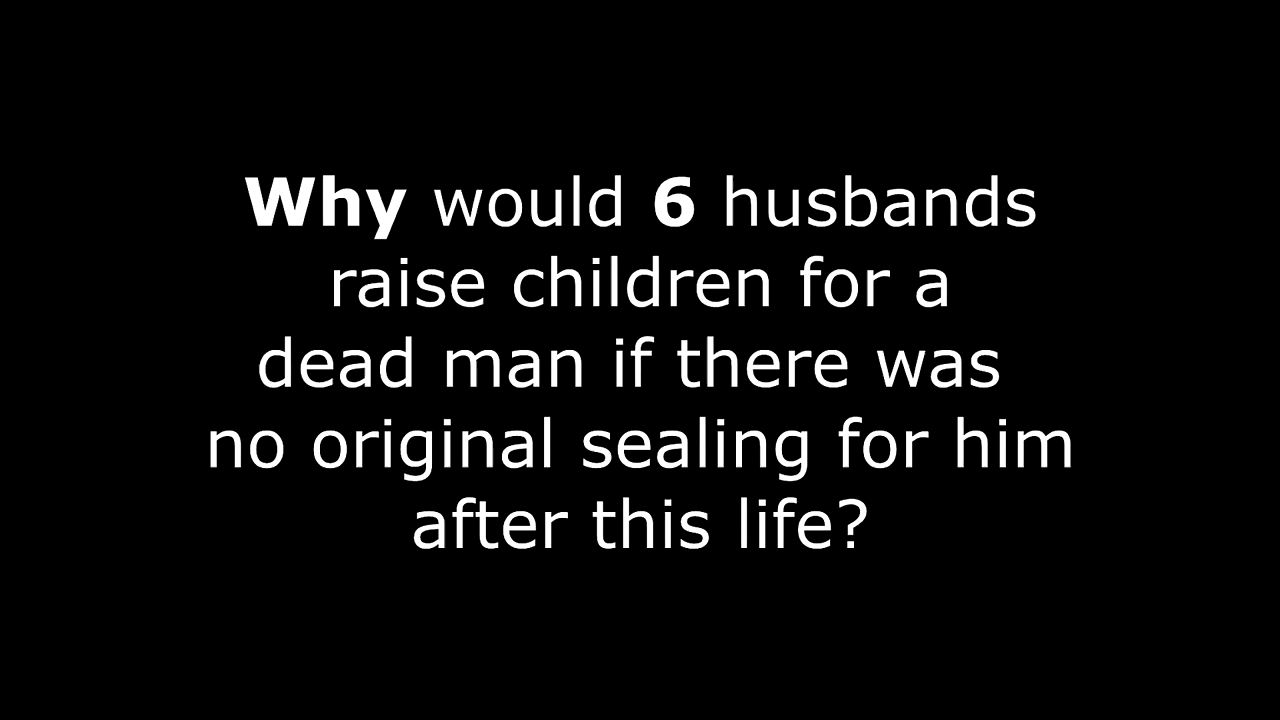 Why would 6 husbands
raise children for a
dead man if there was
no original sealing for him
after this life?